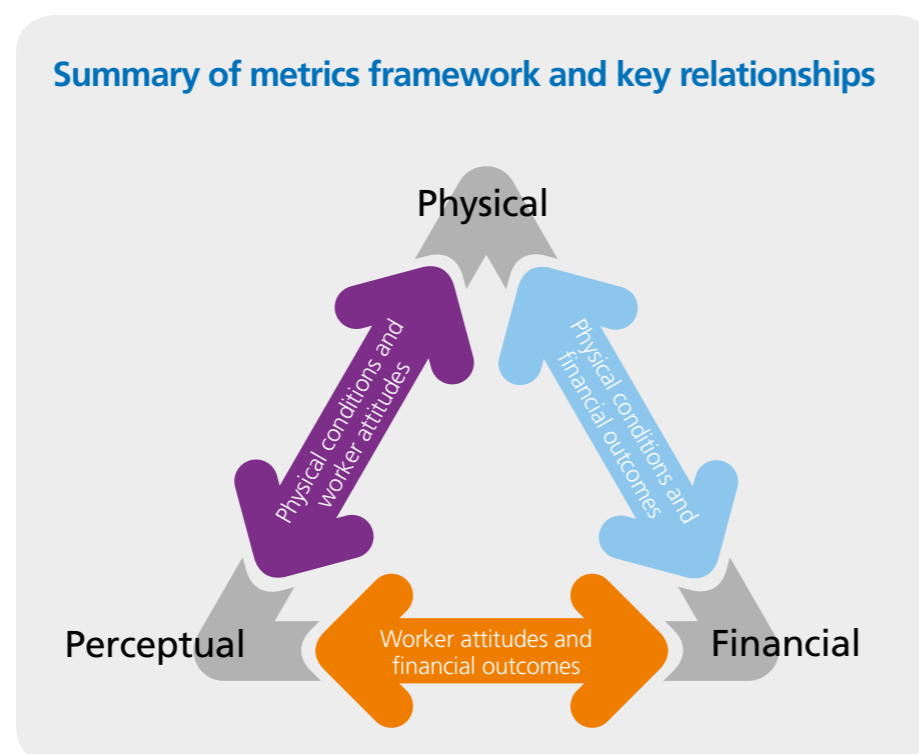 Summary of metrics framework and key relationships
Physical
Physical conditions and
worker attitudes
Physical conditions and
financial outcomes
Perceptual
Worker attitudes and
financial outcomes
Financial